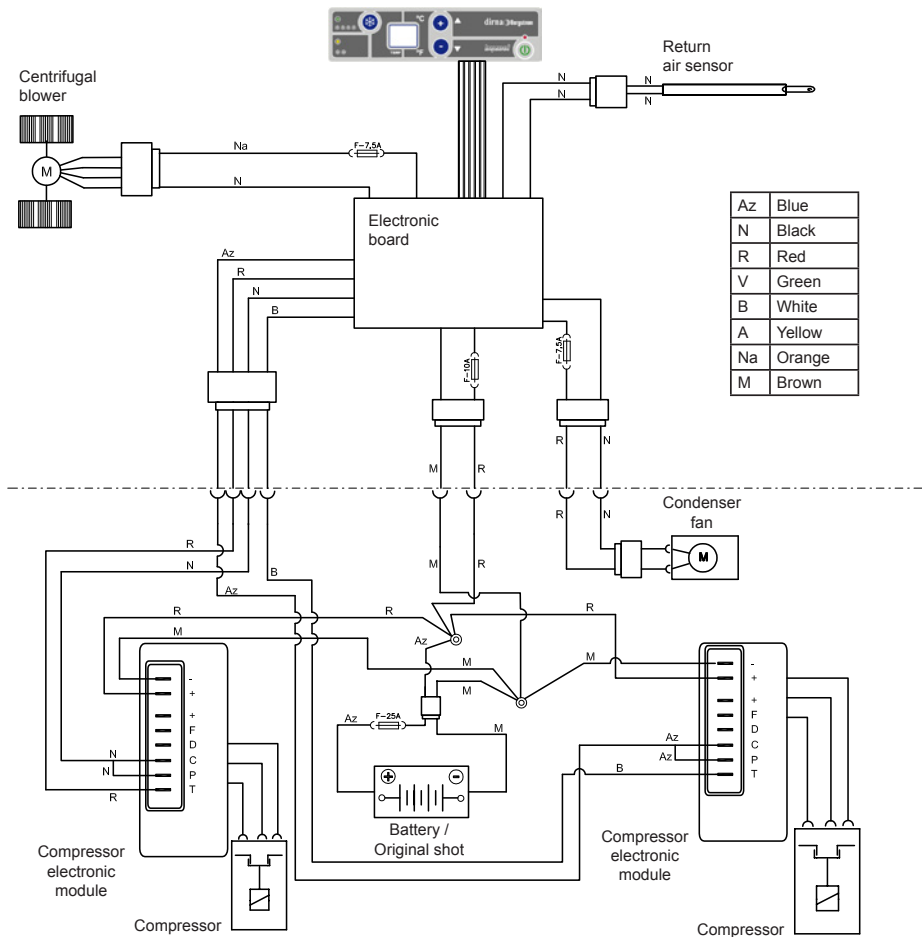 °C
°F
dirna Bergstrom
Return
air sensor
Centrifugal
blower
N
N
N
N
Na
F-7,5A
M
N
Electronic
board
Az Blue
N Black
R Red
V Green
B White
A Yellow
Na Orange
M Brown
Az
R
N
B
F-10A
F-7,5A
M
R
R
N
Condenser
fan
R
N
M
R
N
B
Az
M
R
R
M
Az
R
M
M
M
Az
F-25A
M
-
+
+
F
D
C
P
T
N
N
R
-
+
+
F
D
C
P
T
Az
Az
B
+
-
Battery /
Original shot
Compressor
electronic
module
Compressor
electronic
module
Compressor
Compressor